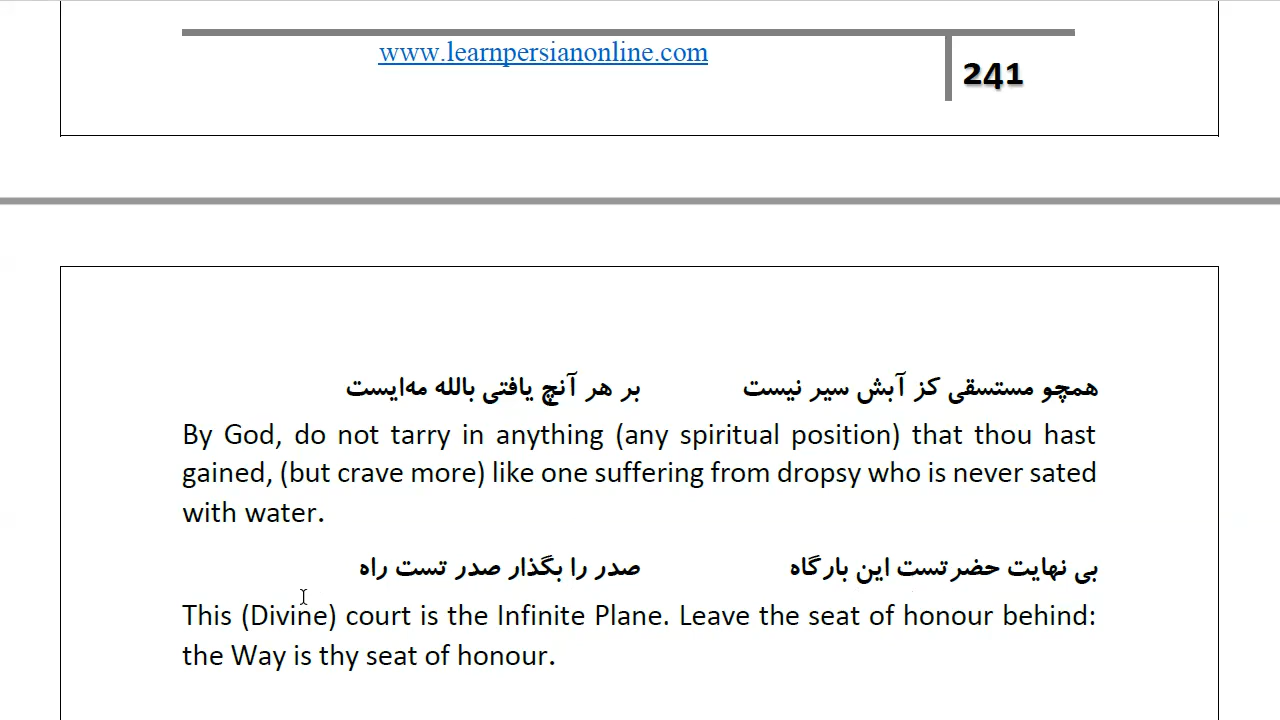 www.learnpersianonline.com
241
همچو مستسقی کز آبش سیر نیست بر هر آنچ یافتی بالله مه‌ایست
By God, do not tarry in anything (any spiritual position) that thou hast
gained, (but crave more) like one suffering from dropsy who is never sated
with water.
بی نهایت حضرتست این بارگاه صدر را بگذار صدر تست راه
This (Divine) court is the Infinite Plane. Leave the seat of honour behind:
the Way is thy seat of honour.